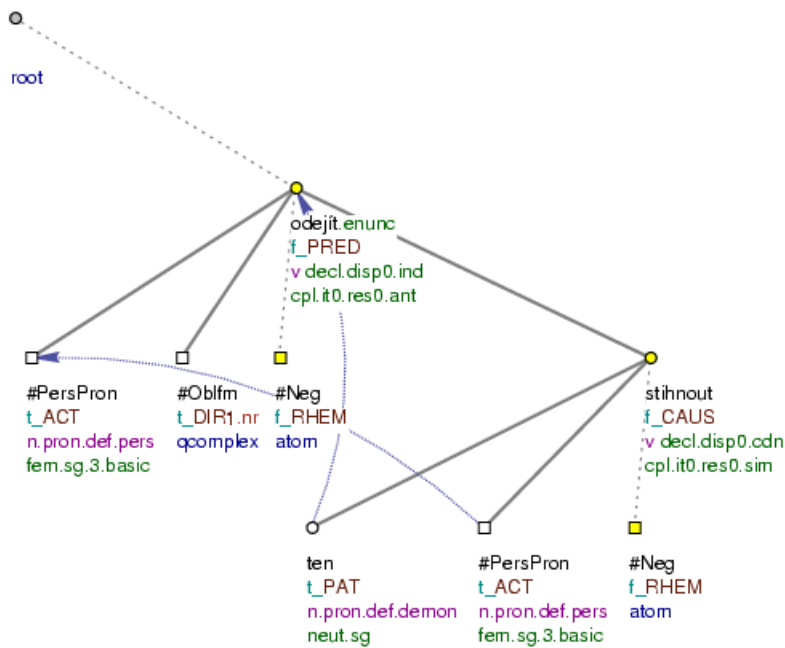 root
odejít.enunc
f_PRED
v decl.disp0.ind
cpl.it0.res0.ant
#PersPron
t_ACT
n.pron.def.pers
fem.sg.3.basic
#Oblfm
t_DIR1.nr
qcomplex
#Neg
f_RHEM
atom
stihnout
f_CAUS
v decl.disp0.cdn
cpl.it0.res0.sim
ten
t_PAT
n.pron.def.demon
neut.sg
#PersPron
t_ACT
n.pron.def.pers
fem.sg.3.basic
#Neg
f_RHEM
atom